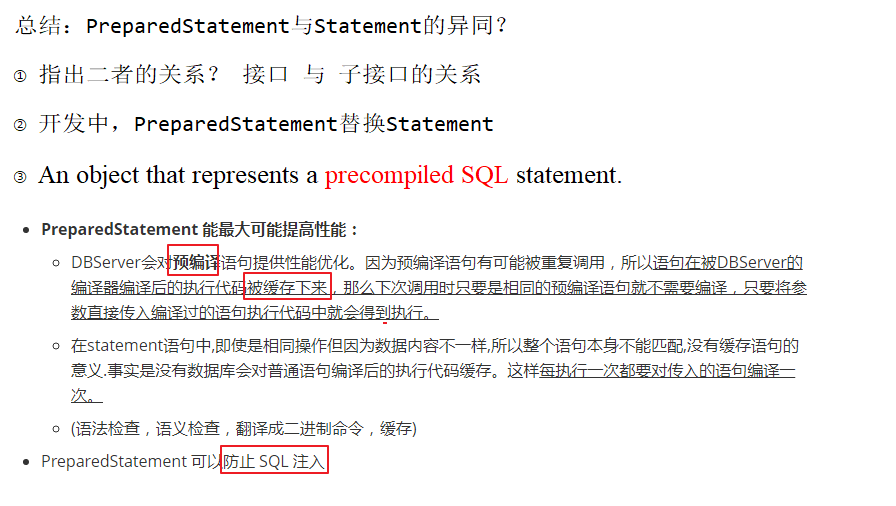 总结：PreparedStatement与Statement的异同？
① 指出二者的关系？ 接口 与 子接口的关系
② 开发中，PreparedStatement替换Statement
③ An object that represents a precompiled SQL statement.
• PreparedStatement 能最大可能提高性能：
○ DBServer会对预编译语句提供性能优化。因为预编译语句有可能被重复调用，所以语句在被DBServer的
编译器编译后的执行代码被缓存下来，那么下次调用时只要是相同的预编译语句就不需要编译，只要将参
数直接传入编译过的语句执行代码中就会得到执行。
○ 在statement语句中,即使是相同操作但因为数据内容不一样,所以整个语句本身不能匹配,没有缓存语句的
意义.事实是没有数据库会对普通语句编译后的执行代码缓存。这样每执行一次都要对传入的语句编译一
次。
○ (语法检查，语义检查，翻译成二进制命令，缓存)
• PreparedStatement 可以防止 SQL 注入